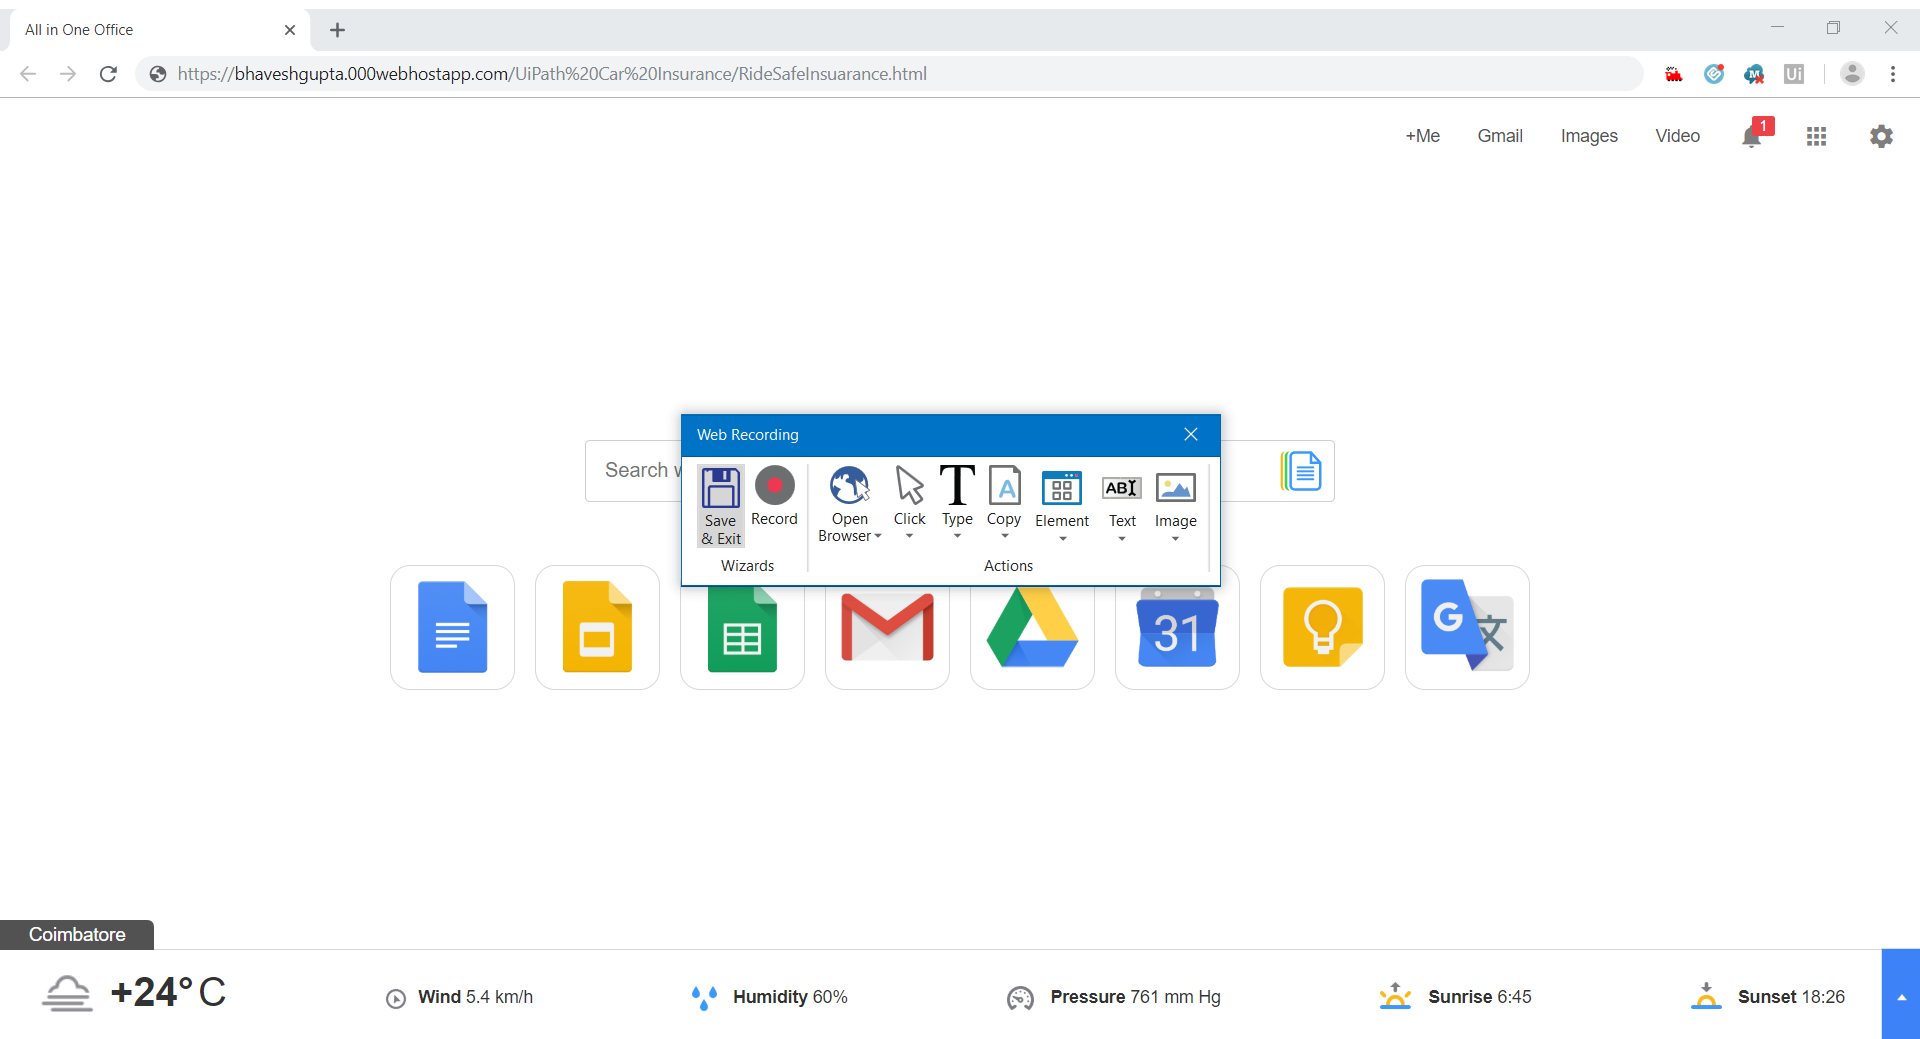 All in One Office
https://bhaveshgupta.000webhostapp.com/UiPath%20Car%20Insurance/RideSafeInsuarance.html
Ui
+Me Gmail Images Video 1
Web Recording
Search
Save & Exit
Record
Open Browser
Click
Type
Copy
Element
Text
Image
Wizards
Actions
31
G
文
Coimbatore
+24° C
Wind 5.4 km/h
Humidity 60%
Pressure 761 mm Hg
Sunrise 6:45
Sunset 18:26